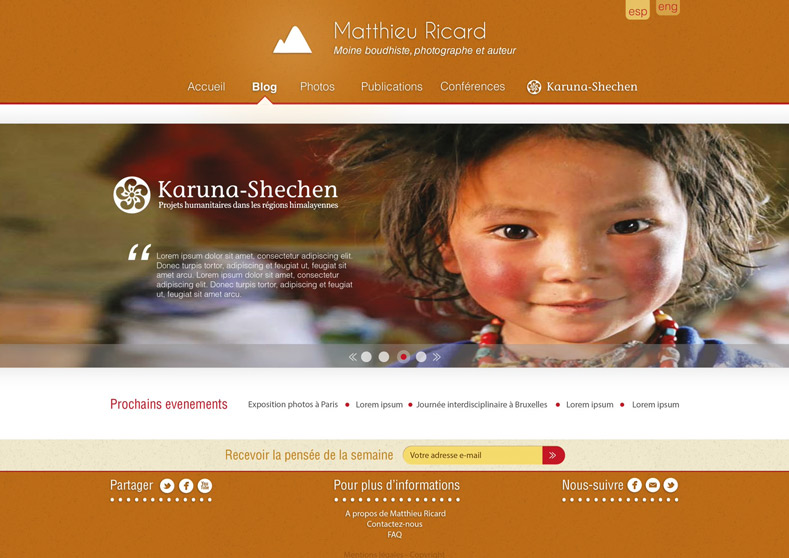 esp
eng
Matthieu Ricard
Moine boudhiste, photographe et auteur
Accueil
Blog
Photos
Publications
Conférences
Karuna-Shechen
Karuna-Shechen
Projets humanitaires dans les régions himalayennes
“ Lorem ipsum dolor sit amet, consectetur adipiscing elit.
Donec turpis tortor, adipiscing et feugiat ut, feugiat sit
amet arcu. Lorem ipsum dolor sit amet, consectetur
adipiscing elit. Donec turpis tortor, adipiscing et feugiat
ut, feugiat sit amet arcu.
Prochains evenements
Exposition photos à Paris • Lorem ipsum • Journée interdisciplinaire à Bruxelles • Lorem ipsum • Lorem ipsum
Recevoir la pensée de la semaine
Votre adresse e-mail
Partager
You Tube
Pour plus d'informations
Nous-suivre
A propos de Matthieu Ricard
Contactez-nous
FAQ
Mentions légales - Copyright